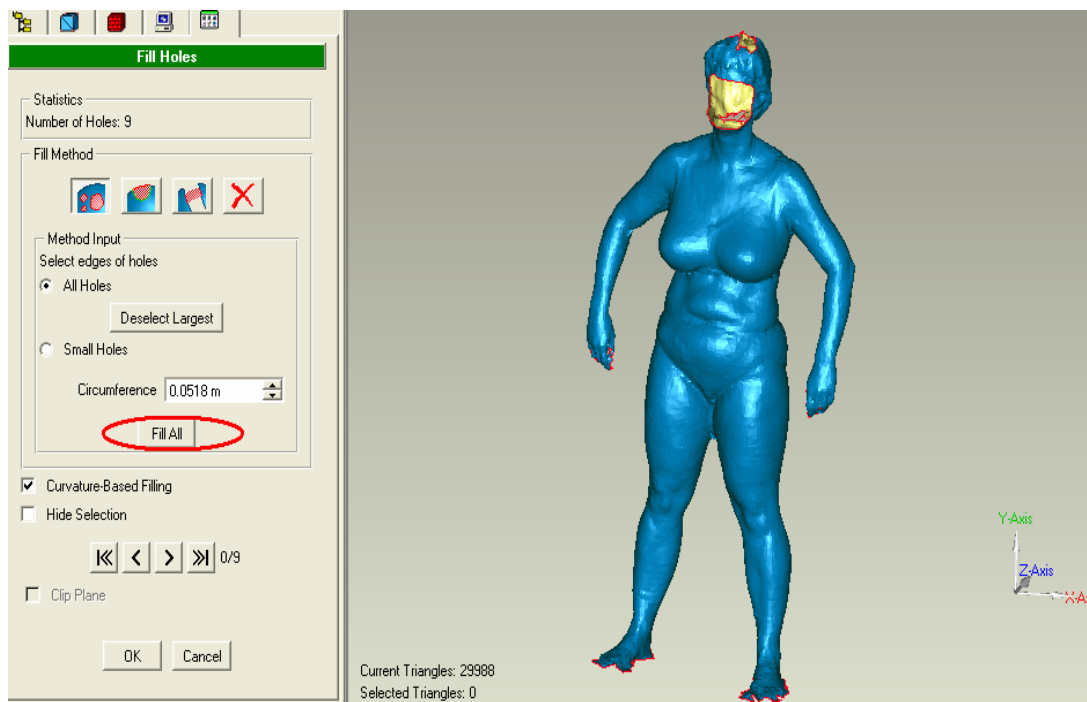 Fill Holes
Statistics
Number of Holes: 9
Fill Method
Method Input
Select edges of holes
All Holes
Deselect Largest
Small Holes
Circumference 0.0518 m
Fill All
Curvature-Based Filling
Hide Selection
0/9
Clip Plane
OK Cancel
Y-Axis
Z-Axis
X-A
Current Triangles: 29988
Selected Triangles: 0